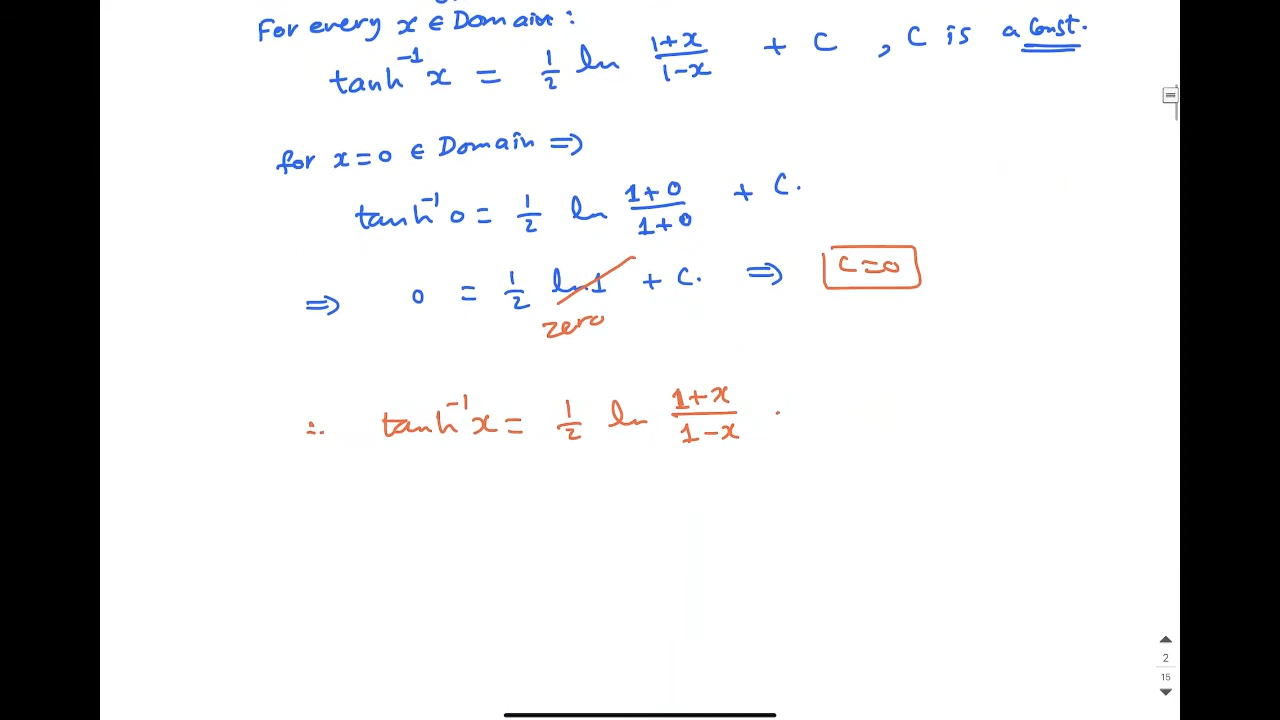 For every x ∈ Domain :
tanh⁻¹ x = 1/2 ln (1+x)/(1-x) + C , C is a Const.
for x=0 ∈ Domain ⇒
tanh⁻¹ 0 = 1/2 ln (1+0)/(1+0) + C.
⇒ 0 = 1/2 ln 1 + C. ⇒ C=0
zero
∴ tanh⁻¹ x = 1/2 ln (1+x)/(1-x) .
2
15